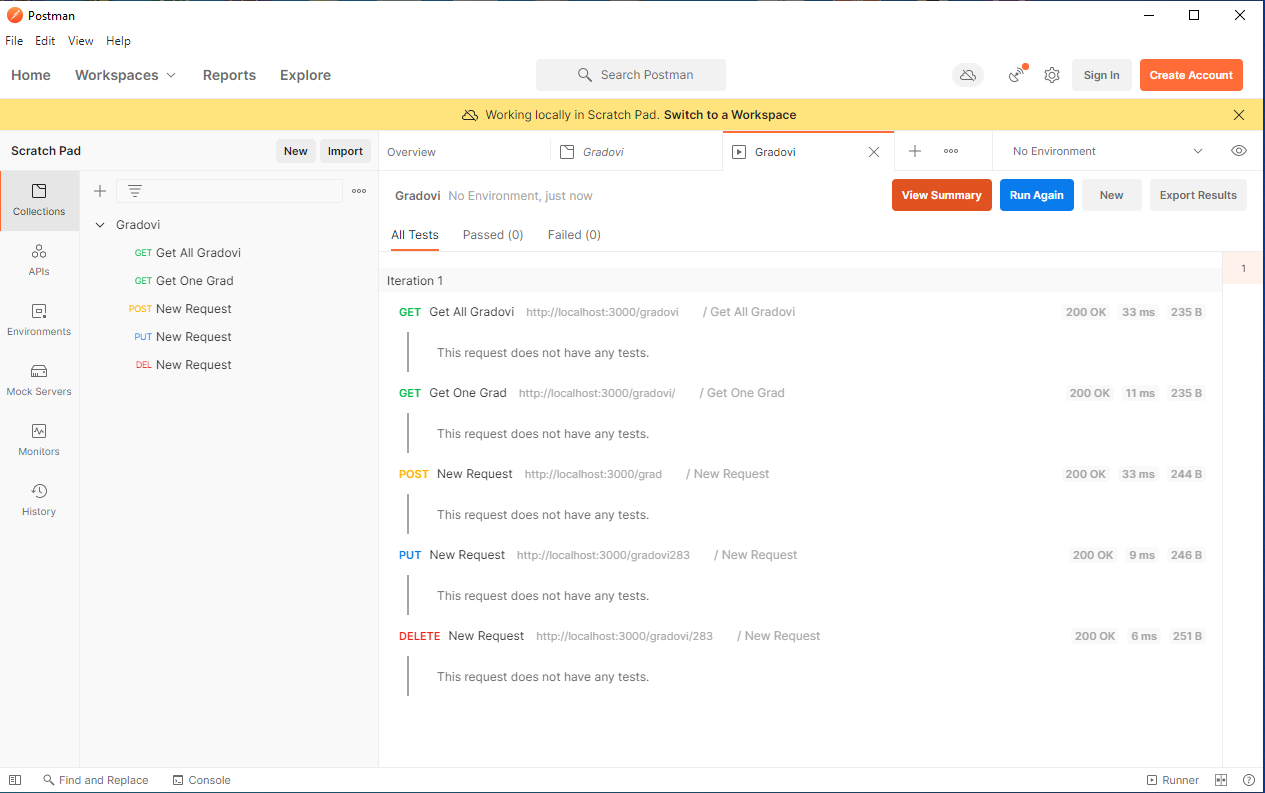 Postman
File Edit View Help
Home Workspaces Reports Explore Search Postman Sign In Create Account
Working locally in Scratch Pad. Switch to a Workspace
Scratch Pad New Import Overview Gradovi Gradovi No Environment
Collections
APIs
Environments
Mock Servers
Monitors
History
Gradovi
GET Get All Gradovi
GET Get One Grad
POST New Request
PUT New Request
DEL New Request
Gradovi No Environment, just now View Summary Run Again New Export Results
All Tests Passed (0) Failed (0)
Iteration 1 1
GET Get All Gradovi http://localhost:3000/gradovi / Get All Gradovi 200 OK 33 ms 235 B
This request does not have any tests.
GET Get One Grad http://localhost:3000/gradovi/ / Get One Grad 200 OK 11 ms 235 B
This request does not have any tests.
POST New Request http://localhost:3000/grad / New Request 200 OK 33 ms 244 B
This request does not have any tests.
PUT New Request http://localhost:3000/gradovi283 / New Request 200 OK 9 ms 246 B
This request does not have any tests.
DELETE New Request http://localhost:3000/gradovi/283 / New Request 200 OK 6 ms 251 B
This request does not have any tests.
Find and Replace Console Runner